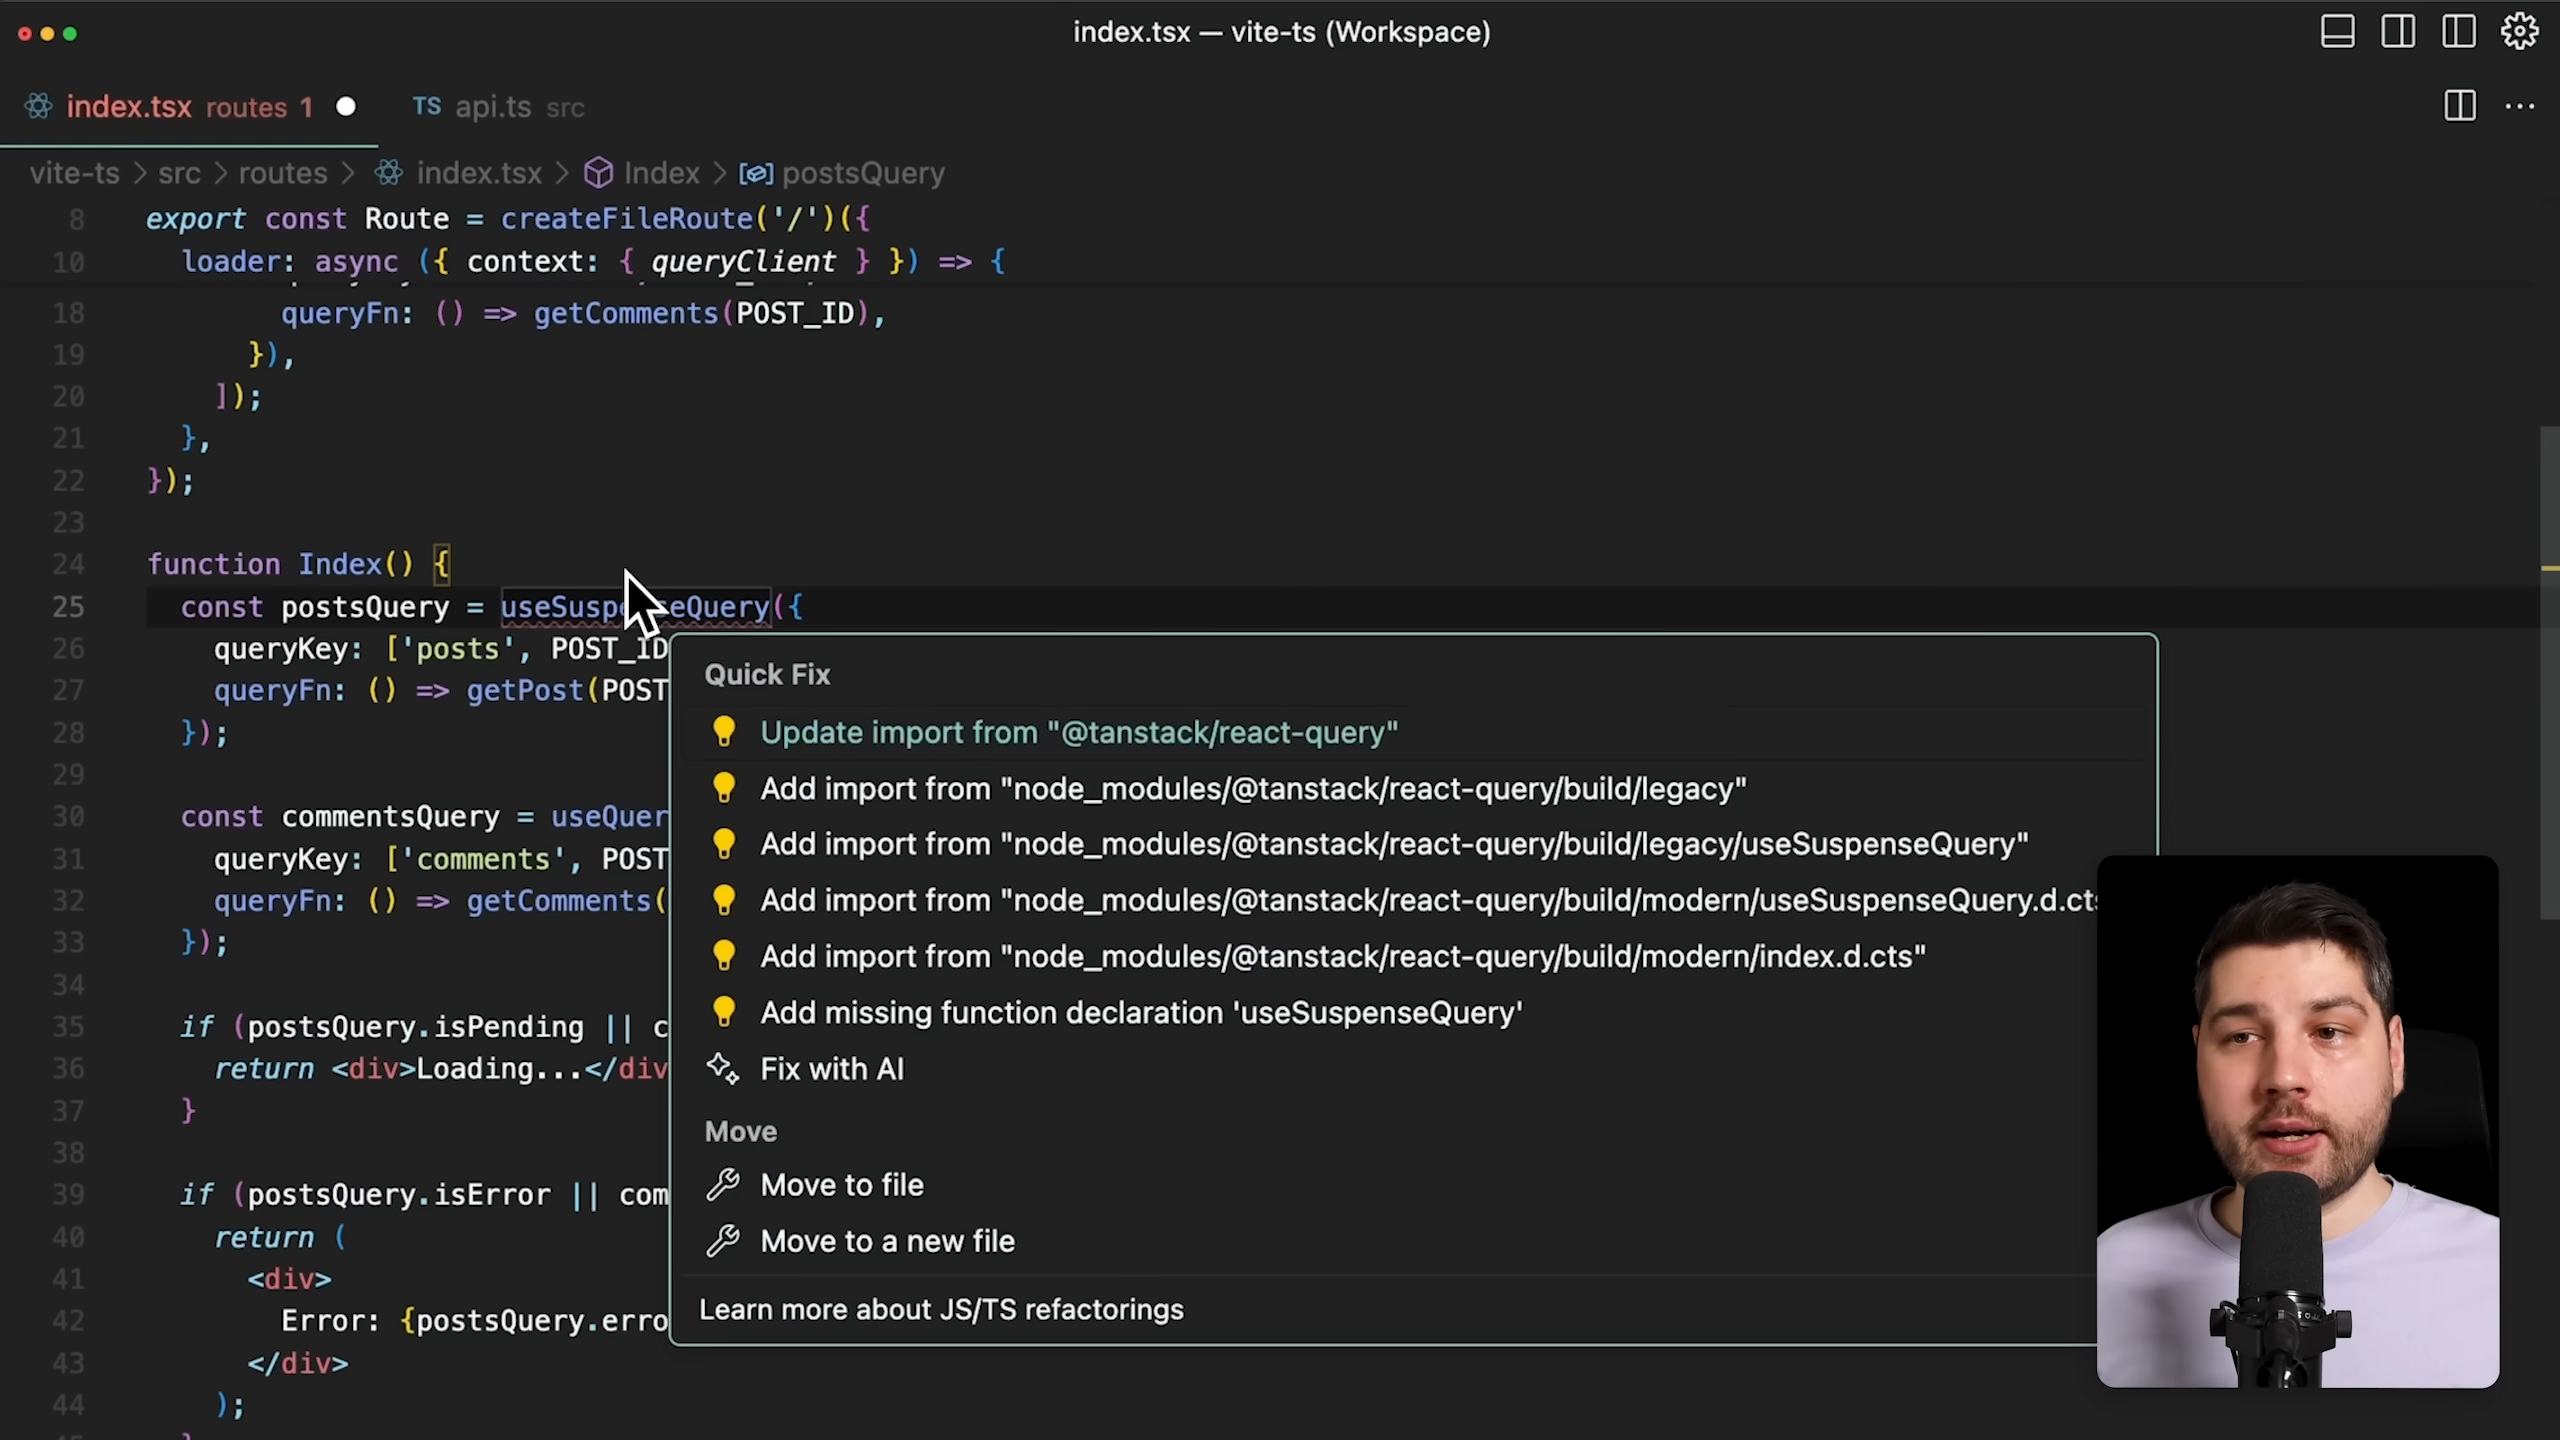 index.tsx — vite-ts (Workspace)
index.tsx routes 1
TS api.ts src
vite-ts > src > routes > index.tsx > Index > postsQuery
8 export const Route = createFileRoute('/')({
10 loader: async ({ context: { queryClient } }) => {
18 queryFn: () => getComments(POST_ID),
19 }),
20 ]);
21 },
22 });
23
24 function Index() {
25 const postsQuery = useSuspenseQuery({
26 queryKey: ['posts', POST_ID
27 queryFn: () => getPost(POST
28 });
29
30 const commentsQuery = useQuer
31 queryKey: ['comments', POST
32 queryFn: () => getComments(
33 });
34
35 if (postsQuery.isPending || c
36 return <div>Loading...</div
37 }
38
39 if (postsQuery.isError || com
40 return (
41 <div>
42 Error: {postsQuery.erro
43 </div>
44 );
Quick Fix
Update import from "@tanstack/react-query"
Add import from "node_modules/@tanstack/react-query/build/legacy"
Add import from "node_modules/@tanstack/react-query/build/legacy/useSuspenseQuery"
Add import from "node_modules/@tanstack/react-query/build/modern/useSuspenseQuery.d.cts
Add import from "node_modules/@tanstack/react-query/build/modern/index.d.cts"
Add missing function declaration 'useSuspenseQuery'
Fix with AI
Move
Move to file
Move to a new file
Learn more about JS/TS refactorings